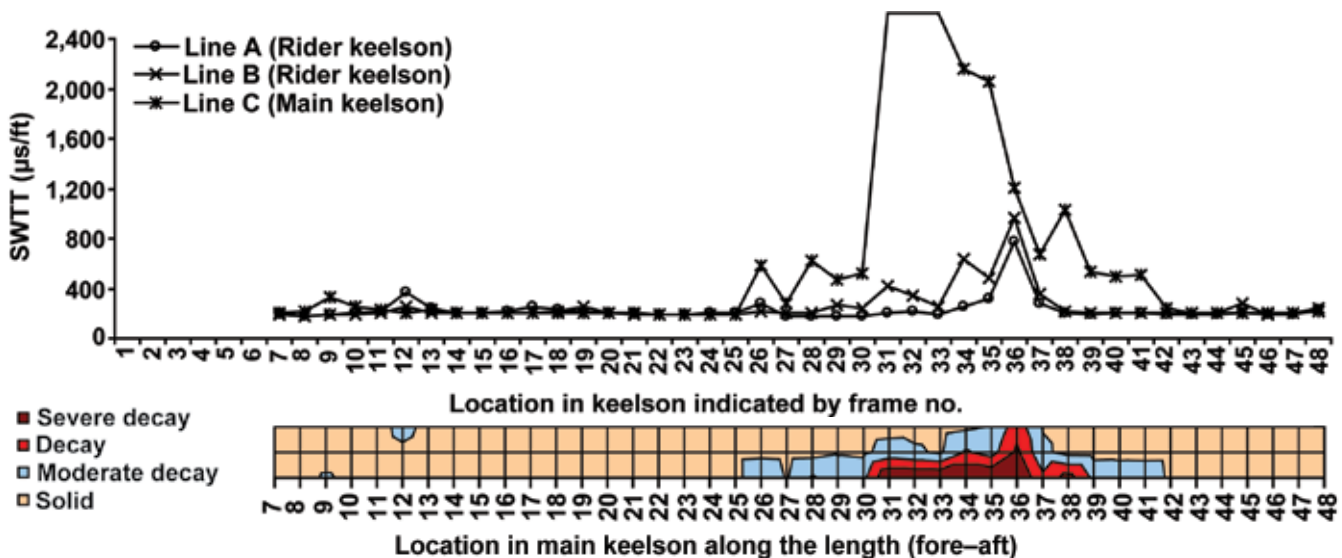 2,400
2,000
1,600
1,200
800
400
0
SWTT (µs/ft)
Line A (Rider keelson)
Line B (Rider keelson)
Line C (Main keelson)
1 2 3 4 5 6 7 8 9 10 11 12 13 14 15 16 17 18 19 20 21 22 23 24 25 26 27 28 29 30 31 32 33 34 35 36 37 38 39 40 41 42 43 44 45 46 47 48
Location in keelson indicated by frame no.
Severe decay
Decay
Moderate decay
Solid
7 8 9 10 11 12 13 14 15 16 17 18 19 20 21 22 23 24 25 26 27 28 29 30 31 32 33 34 35 36 37 38 39 40 41 42 43 44 45 46 47 48
Location in main keelson along the length (fore–aft)